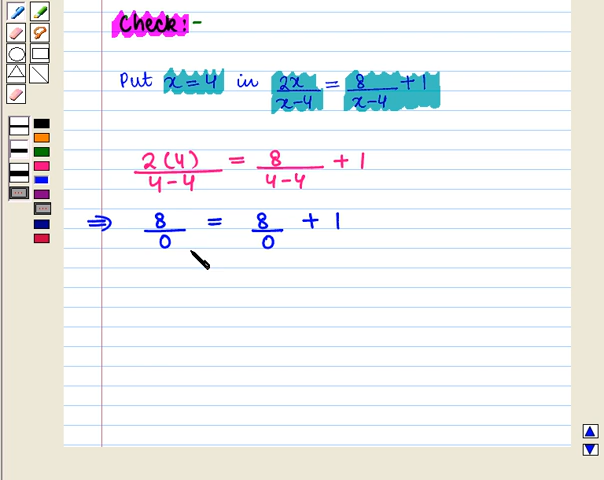 Check:-
Put x = 4 in 2x/x-4 = 8/x-4 + 1
2(4)/4-4 = 8/4-4 + 1
⇒ 8/0 = 8/0 + 1